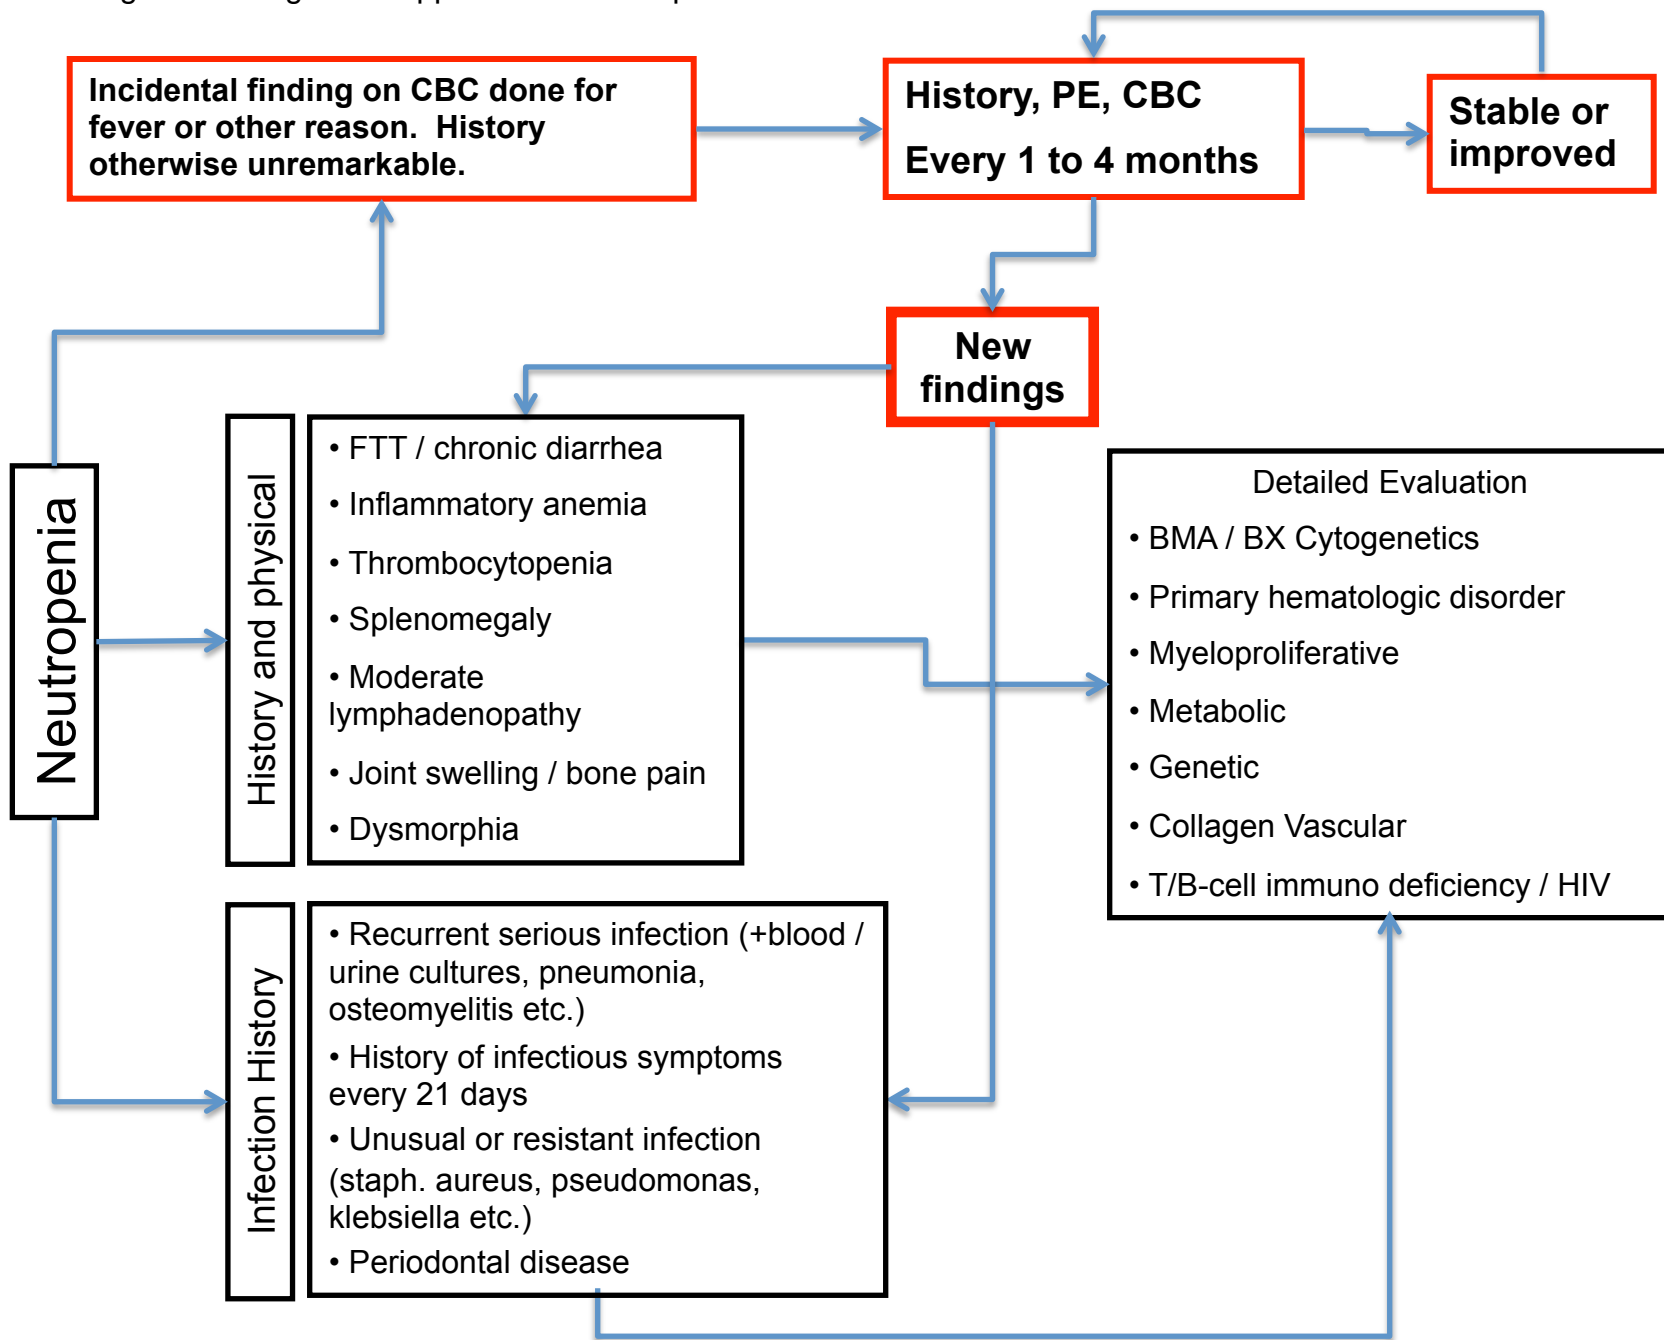 Incidental finding on CBC done for
fever or other reason. History
otherwise unremarkable.
History, PE, CBC
Every 1 to 4 months
Stable or
improved
New
findings
Neutropenia
History and physical
• FTT / chronic diarrhea
• Inflammatory anemia
• Thrombocytopenia
• Splenomegaly
• Moderate
lymphadenopathy
• Joint swelling / bone pain
• Dysmorphia
Detailed Evaluation
• BMA / BX Cytogenetics
• Primary hematologic disorder
• Myeloproliferative
• Metabolic
• Genetic
• Collagen Vascular
• T/B-cell immuno deficiency / HIV
Infection History
• Recurrent serious infection (+blood /
urine cultures, pneumonia,
osteomyelitis etc.)
• History of infectious symptoms
every 21 days
• Unusual or resistant infection
(staph. aureus, pseudomonas,
klebsiella etc.)
• Periodontal disease